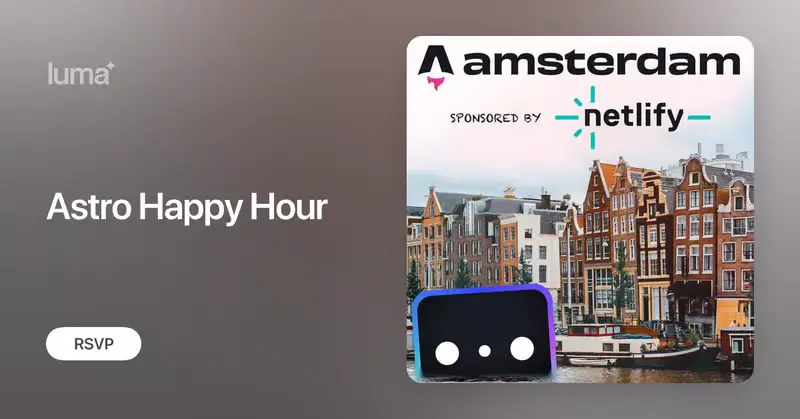 luma
Astro Happy Hour
RSVP
amsterdam
SPONSORED BY
netlify